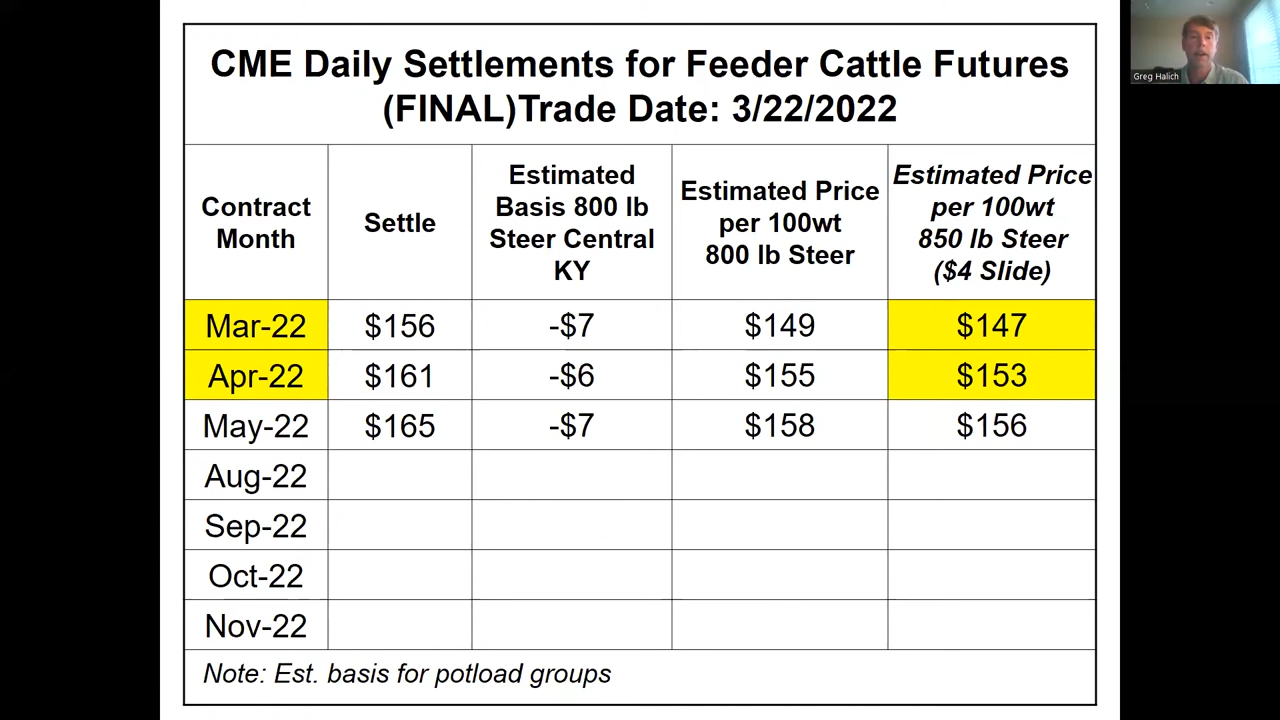 CME Daily Settlements for Feeder Cattle Futures
(FINAL)Trade Date: 3/22/2022
Contract
Month
Settle
Estimated
Basis 800 lb
Steer Central
KY
Estimated Price
per 100wt
800 lb Steer
Estimated Price
per 100wt
850 lb Steer
($4 Slide)
Mar-22 $156 -$7 $149 $147
Apr-22 $161 -$6 $155 $153
May-22 $165 -$7 $158 $156
Aug-22
Sep-22
Oct-22
Nov-22
Note: Est. basis for potload groups
Greg Halich